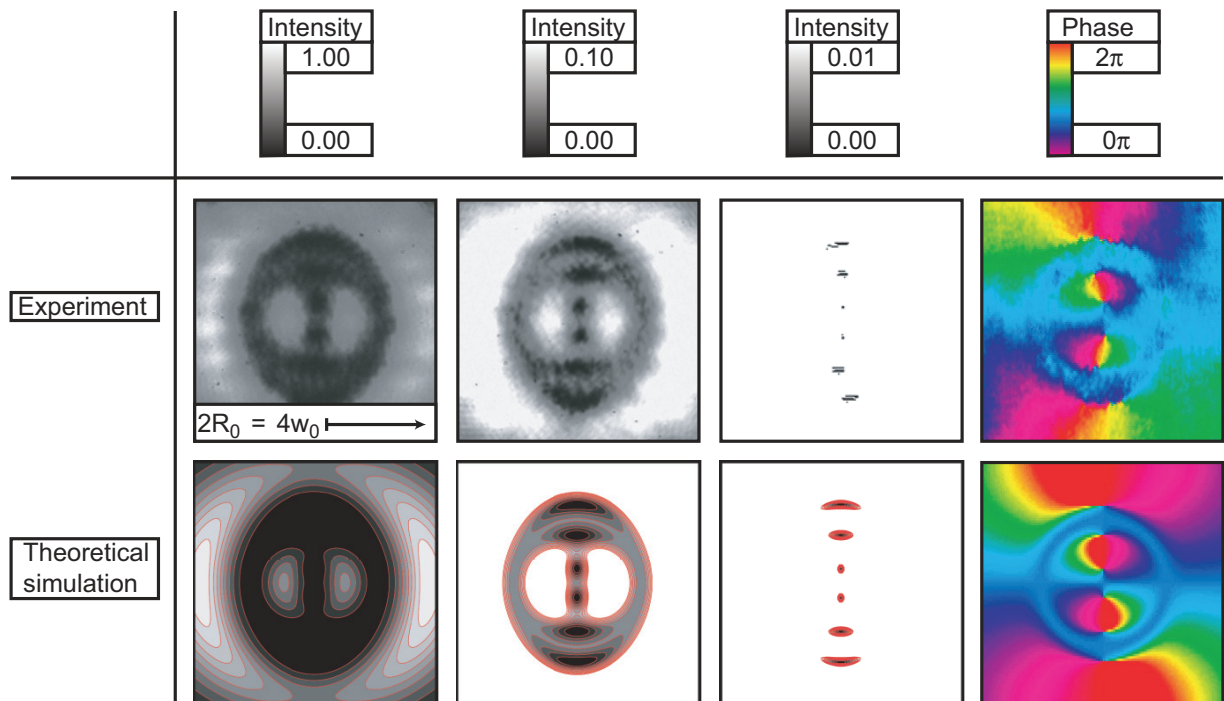 Intensity
1.00
0.00
Intensity
0.10
0.00
Intensity
0.01
0.00
Phase
2π
0π
Experiment
2R₀ = 4w₀
Theoretical
simulation